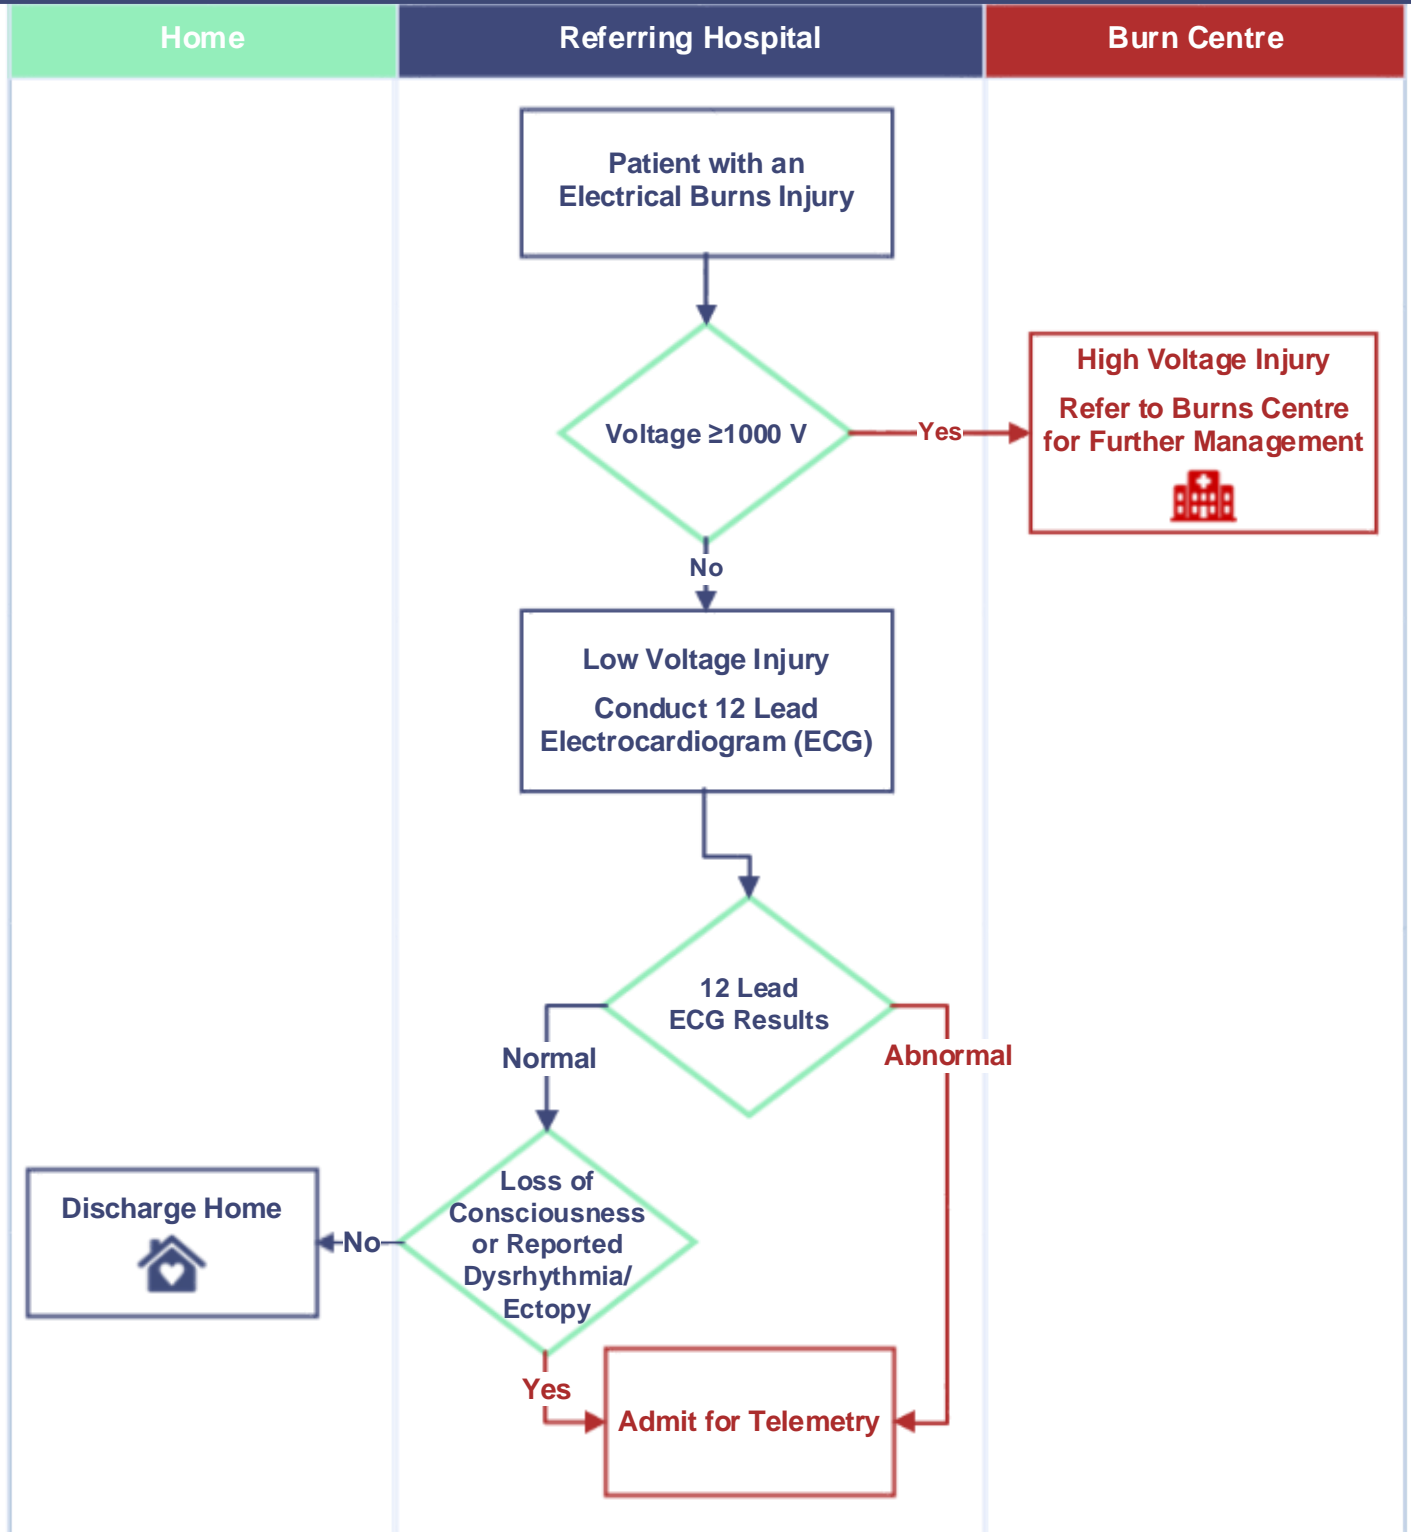 Home
Referring Hospital
Burn Centre
Patient with an
Electrical Burns Injury
Voltage ≥1000 V
Yes
High Voltage Injury
Refer to Burns Centre
for Further Management
No
Low Voltage Injury
Conduct 12 Lead
Electrocardiogram (ECG)
12 Lead
ECG Results
Normal
Abnormal
Loss of
Consciousness
or Reported
Dysrhythmia/
Ectopy
No
Discharge Home
Yes
Admit for Telemetry